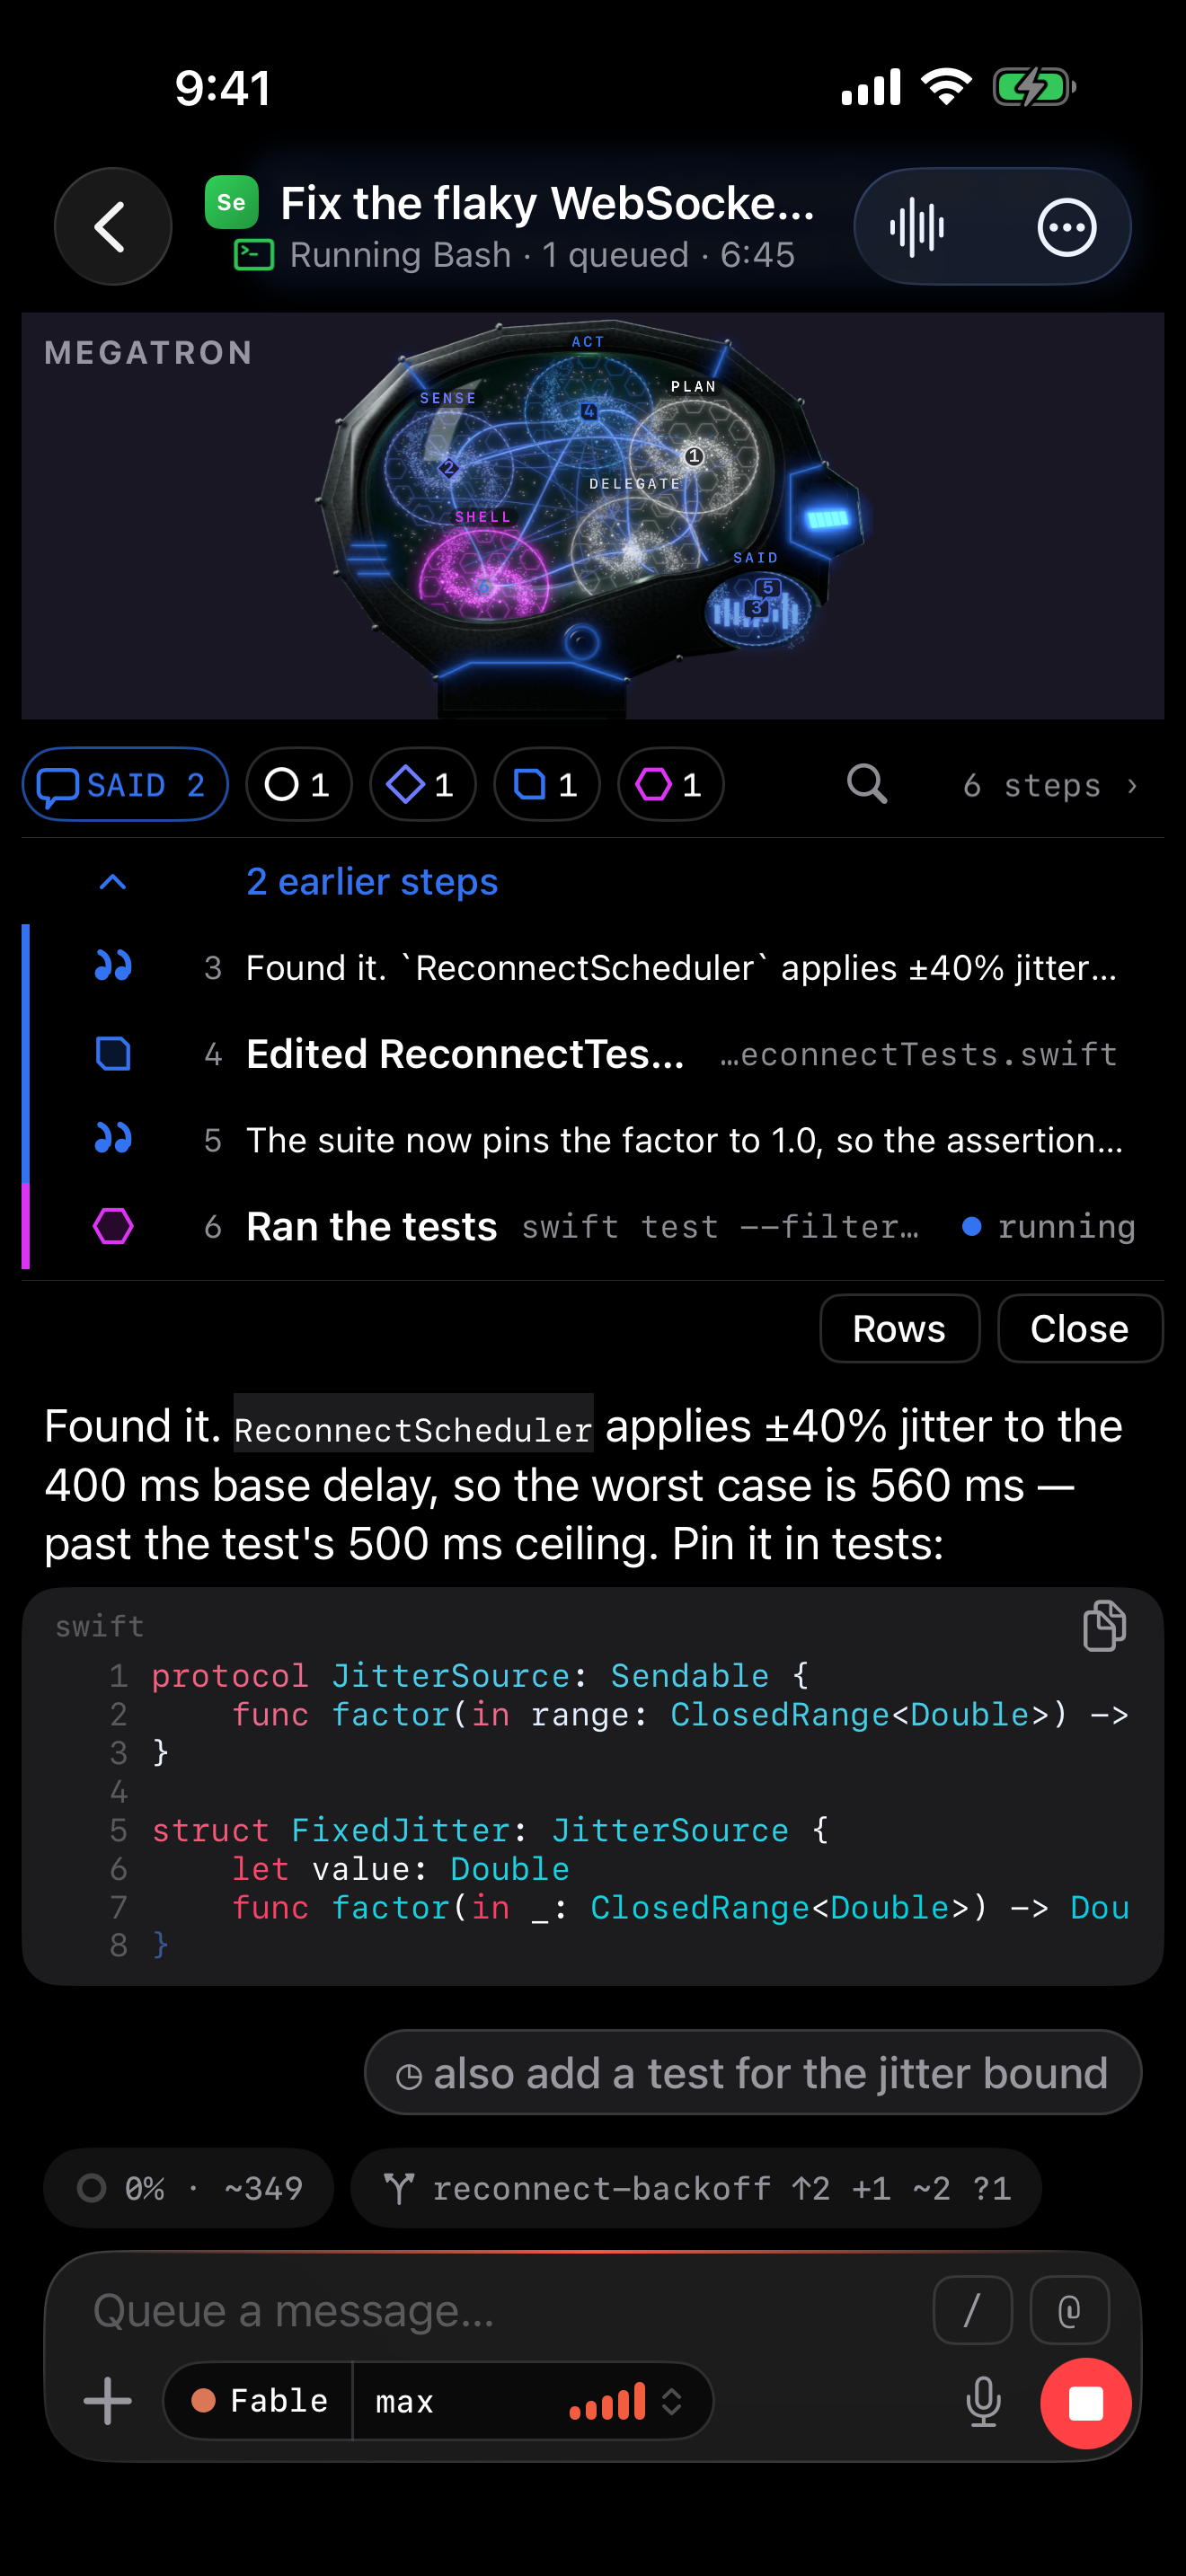 9:41
Se Fix the flaky WebSocke...
Running Bash · 1 queued · 6:45
MEGATRON
ACT
PLAN
SENSE
4
1
2
DELEGATE
SHELL
6
SAID
5
3
SAID 2
1
1
1
1
6 steps ›
2 earlier steps
3 Found it. `ReconnectScheduler` applies ±40% jitter...
4 Edited ReconnectTes... …econnectTests.swift
5 The suite now pins the factor to 1.0, so the assertion...
6 Ran the tests swift test --filter… running
Rows
Close
Found it. ReconnectScheduler applies ±40% jitter to the
400 ms base delay, so the worst case is 560 ms —
past the test's 500 ms ceiling. Pin it in tests:
swift
1 protocol JitterSource: Sendable {
2 func factor(in range: ClosedRange<Double>) ->
3 }
4
5 struct FixedJitter: JitterSource {
6 let value: Double
7 func factor(in _: ClosedRange<Double>) -> Dou
8 }
also add a test for the jitter bound
0% · ~349
reconnect-backoff ↑2 +1 ~2 ?1
Queue a message...
/
@
Fable
max